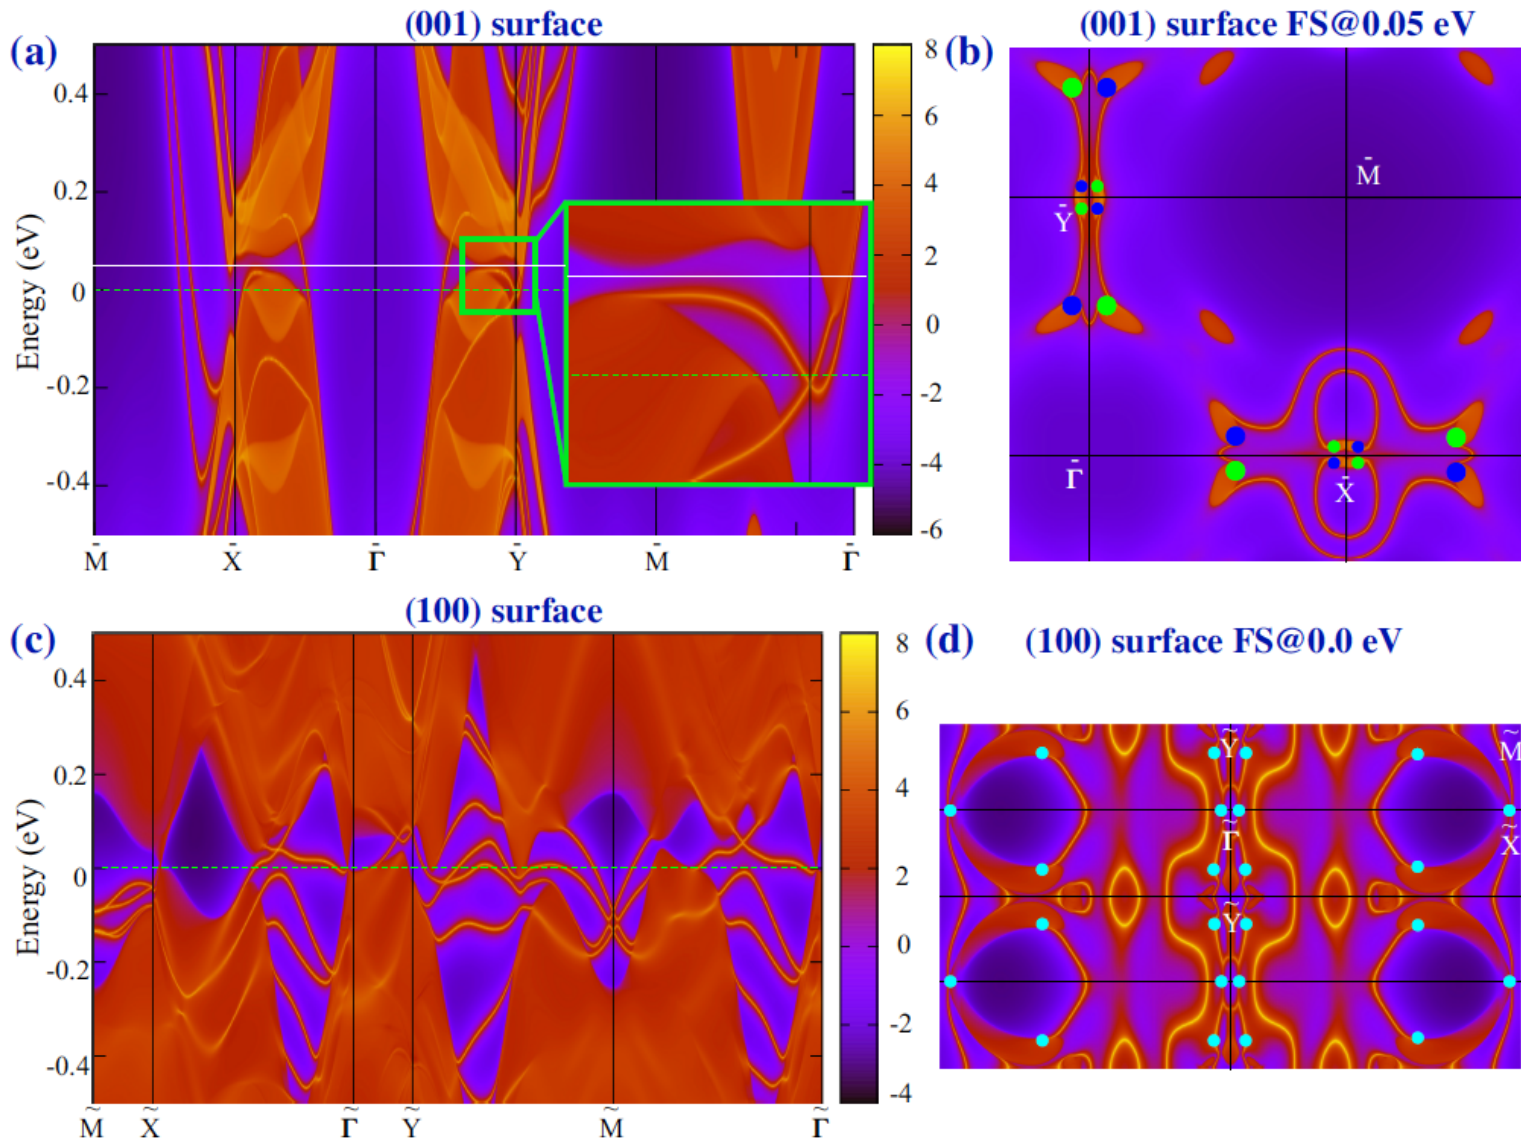 (001) surface
(a)
Energy (eV)
0.4
0.2
0
-0.2
-0.4
M̄ X̄ Γ̄ Ȳ M̄ Γ̄
8
6
4
2
0
-2
-4
-6
(001) surface FS@0.05 eV
(b)
M̄
Ȳ
Γ̄
X̄
(100) surface
(c)
Energy (eV)
0.4
0.2
0
-0.2
-0.4
M̃ X̃ Γ̃ Ỹ M̃ Γ̃
8
6
4
2
0
-2
-4
(d) (100) surface FS@0.0 eV
Ỹ M̃
Γ̃ X̃
Ỹ